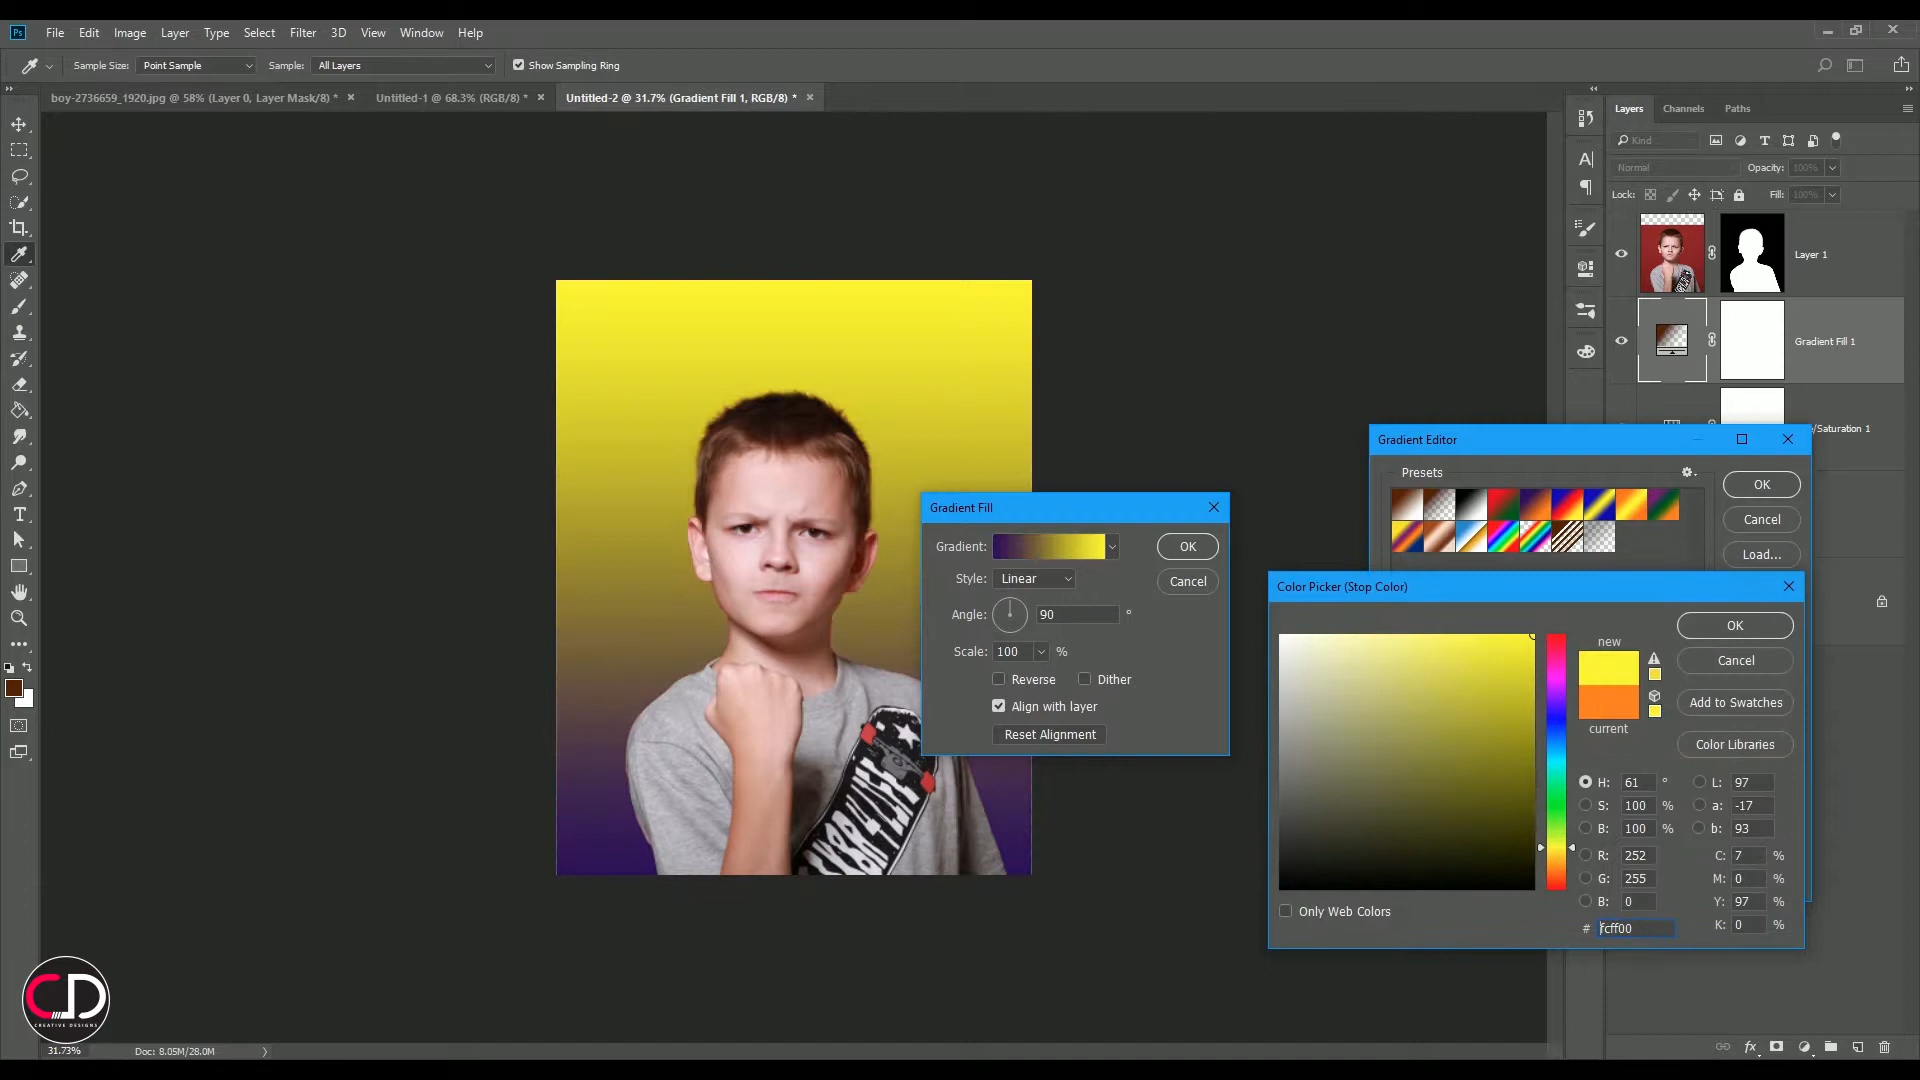 Ps File Edit Image Layer Type Select Filter 3D View Window Help
Sample Size: Point Sample Sample: All Layers Show Sampling Ring
boy-2736659_1920.jpg @ 58% (Layer 0, Layer Mask/8) * Untitled-1 @ 68.3% (RGB/8) * Untitled-2 @ 31.7% (Gradient Fill 1, RGB/8) *
Layers Channels Paths
Kind
Normal Opacity: 100%
Lock: Fill: 100%
Layer 1
Gradient Fill 1
e/Saturation 1
Gradient Editor
Presets
OK
Cancel
Load...
Gradient Fill
Gradient: OK
Style: Linear Cancel
Angle: 90 °
Scale: 100 %
Reverse Dither
Align with layer
Reset Alignment
Color Picker (Stop Color)
new
current
OK
Cancel
Add to Swatches
Color Libraries
H: 61 ° L: 97
S: 100 % a: -17
B: 100 % b: 93
R: 252 C: 7 %
G: 255 M: 0 %
B: 0 Y: 97 %
# fcff00 K: 0 %
Only Web Colors
CD
CREATIVE DESIGNS
31.73% Doc: 8.05M/28.0M